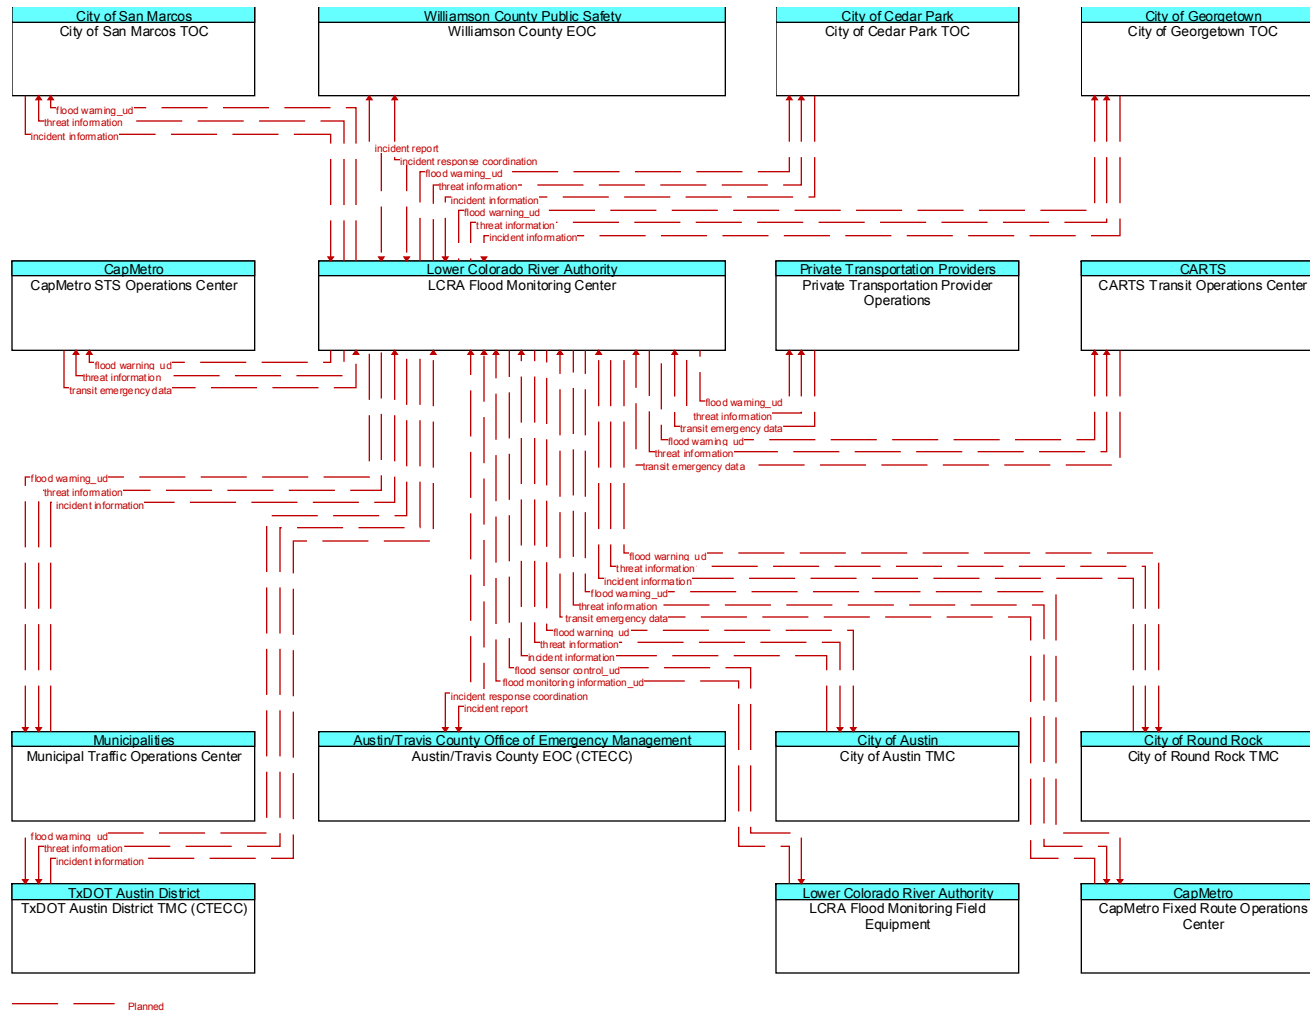 City of San Marcos
City of San Marcos TOC
Williamson County Public Safety
Williamson County EOC
City of Cedar Park
City of Cedar Park TOC
City of Georgetown
City of Georgetown TOC
flood warning_ud
threat information
incident information
incident report
incident response coordination
flood warning_ud
threat information
incident information
flood warning_ud
threat information
incident information
CapMetro
CapMetro STS Operations Center
Lower Colorado River Authority
LCRA Flood Monitoring Center
Private Transportation Providers
Private Transportation Provider
Operations
CARTS
CARTS Transit Operations Center
flood warning_ud
threat information
transit emergency data
flood warning_ud
threat information
transit emergency data
flood warning_ud
threat information
transit emergency data
flood warning_ud
threat information
incident information
flood warning_ud
threat information
incident information
flood warning_ud
threat information
transit emergency data
flood warning_ud
threat information
incident information
flood sensor control_ud
flood monitoring information_ud
incident response coordination
incident report
Municipalities
Municipal Traffic Operations Center
Austin/Travis County Office of Emergency Management
Austin/Travis County EOC (CTECC)
City of Austin
City of Austin TMC
City of Round Rock
City of Round Rock TMC
flood warning_ud
threat information
incident information
TxDOT Austin District
TxDOT Austin District TMC (CTECC)
Lower Colorado River Authority
LCRA Flood Monitoring Field
Equipment
CapMetro
CapMetro Fixed Route Operations
Center
Planned